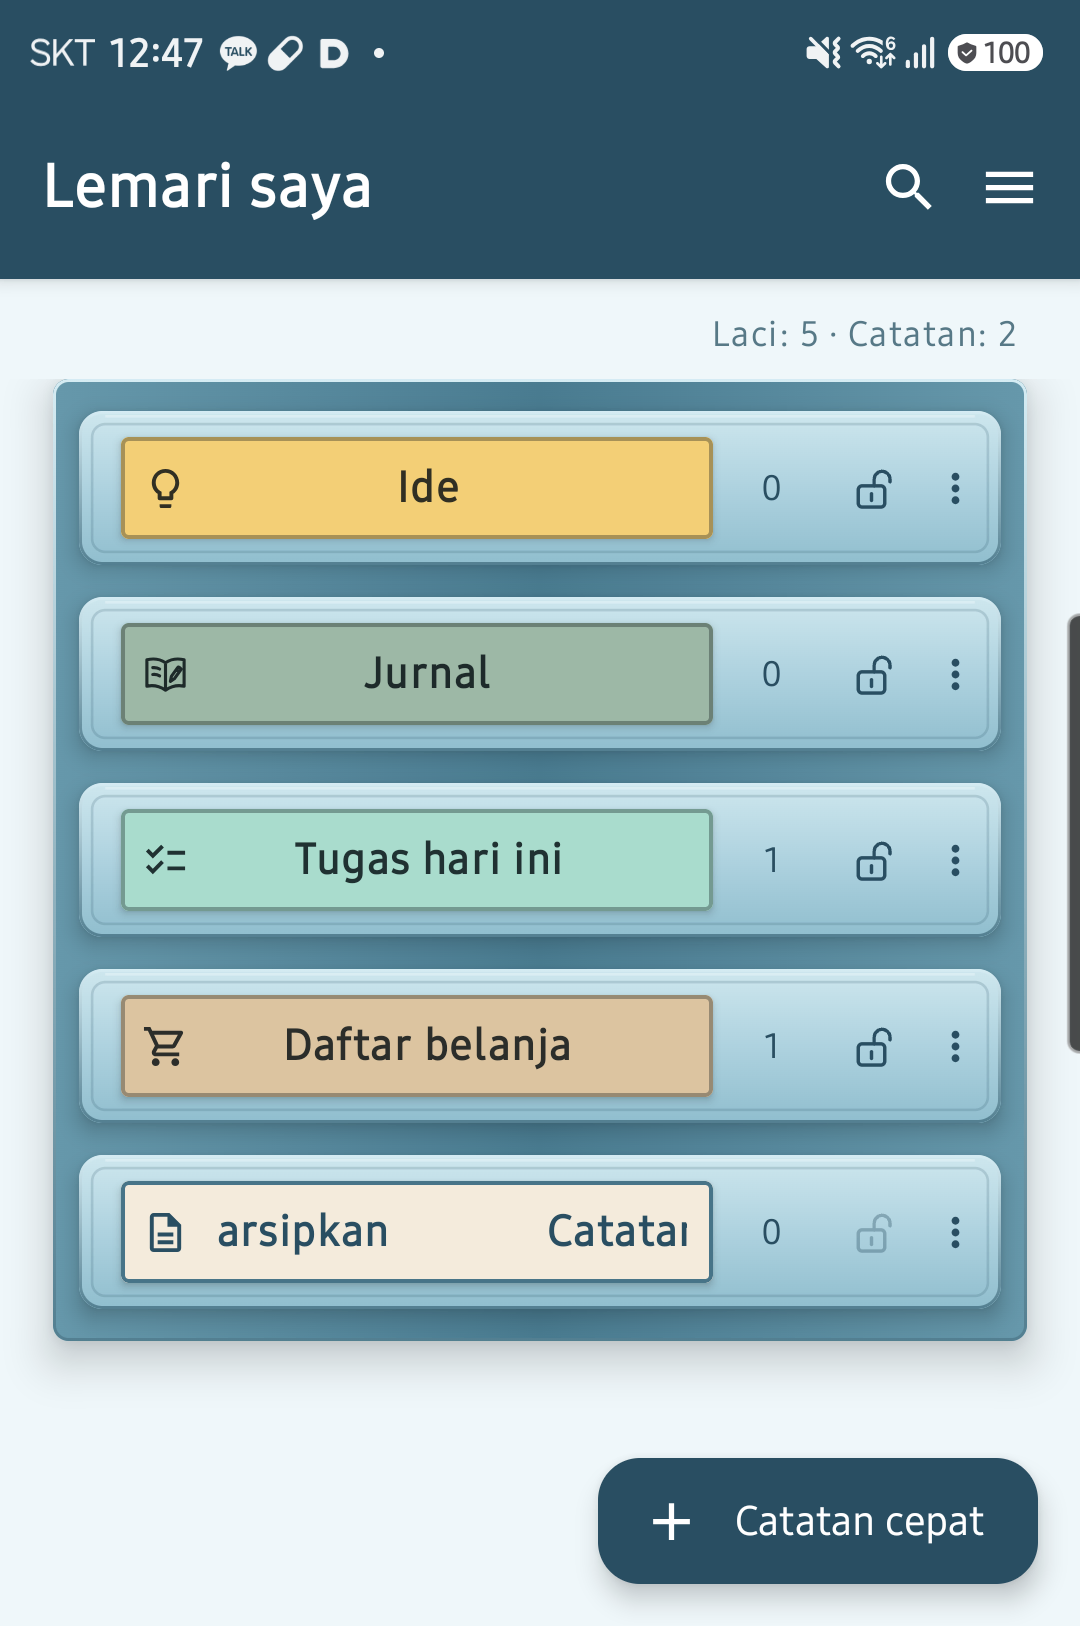 SKT 12:47 TALK D 6 100
Lemari saya
Laci: 5 · Catatan: 2
Ide 0
Jurnal 0
Tugas hari ini 1
Daftar belanja 1
arsipkan 0
Catatan cepat